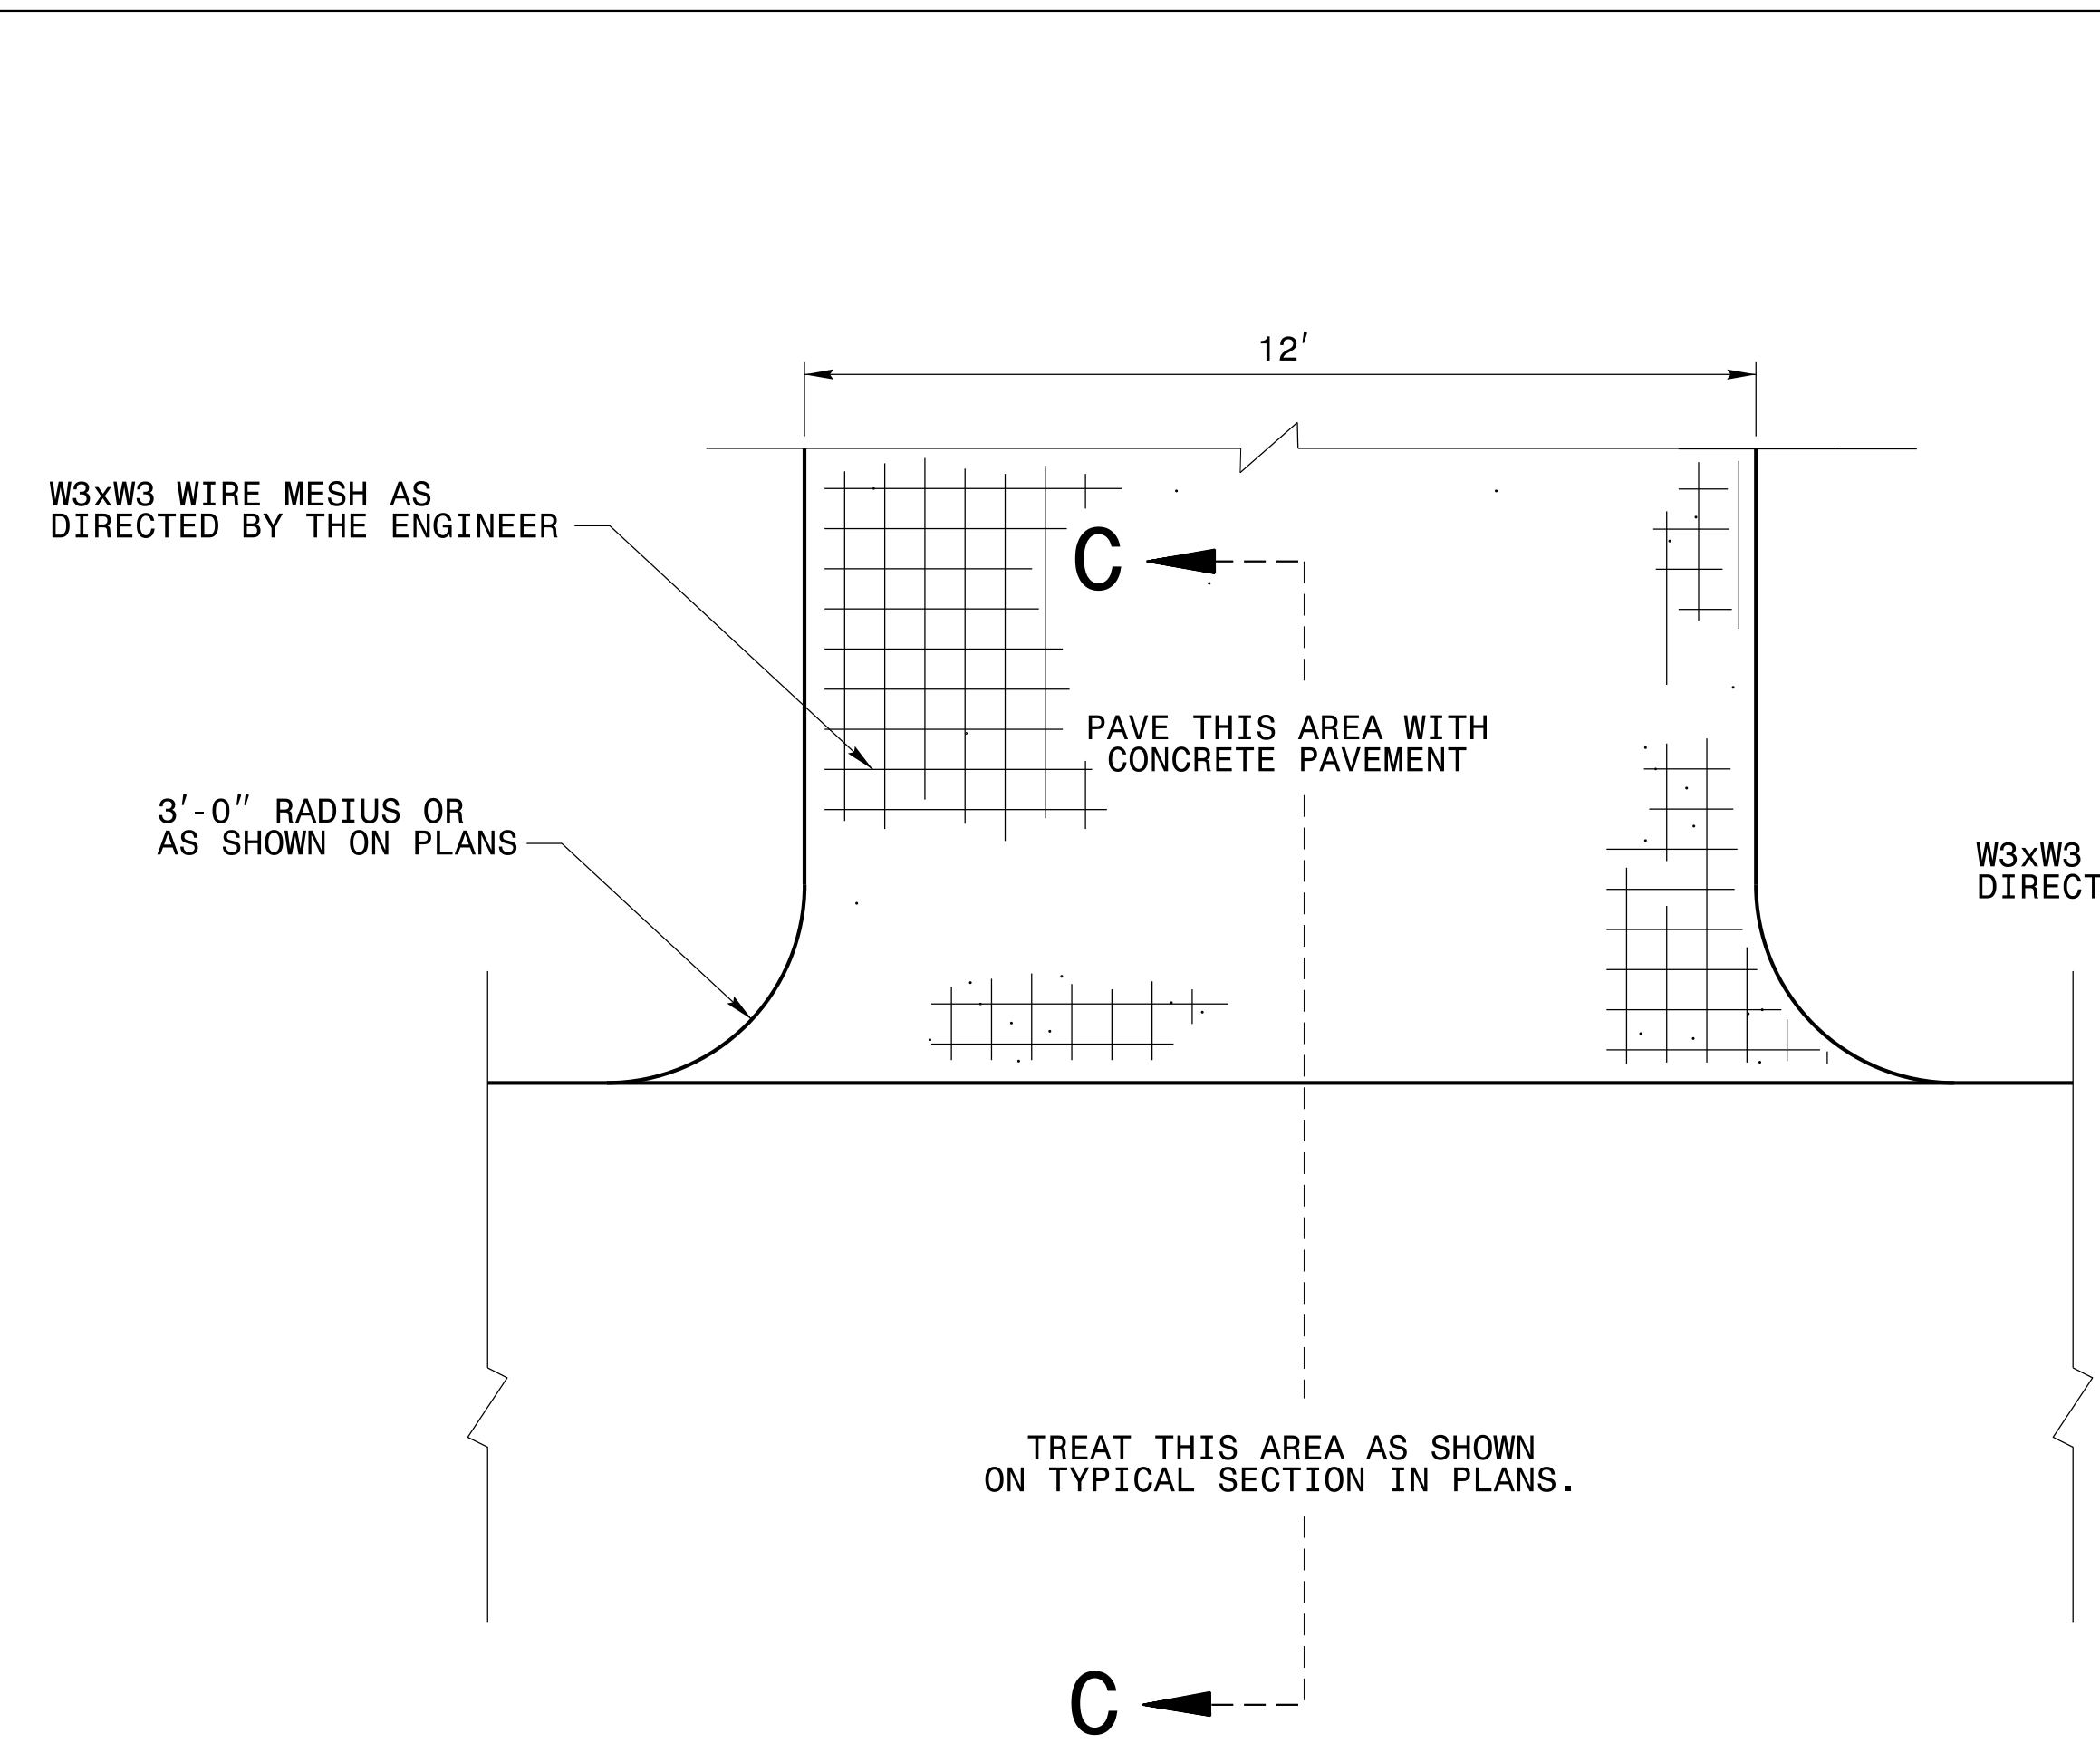 12'
W3xW3 WIRE MESH AS
DIRECTED BY THE ENGINEER
C
PAVE THIS AREA WITH
CONCRETE PAVEMENT
3'-0" RADIUS OR
AS SHOWN ON PLANS
W3xW3
DIRECT
TREAT THIS AREA AS SHOWN
ON TYPICAL SECTION IN PLANS.
C